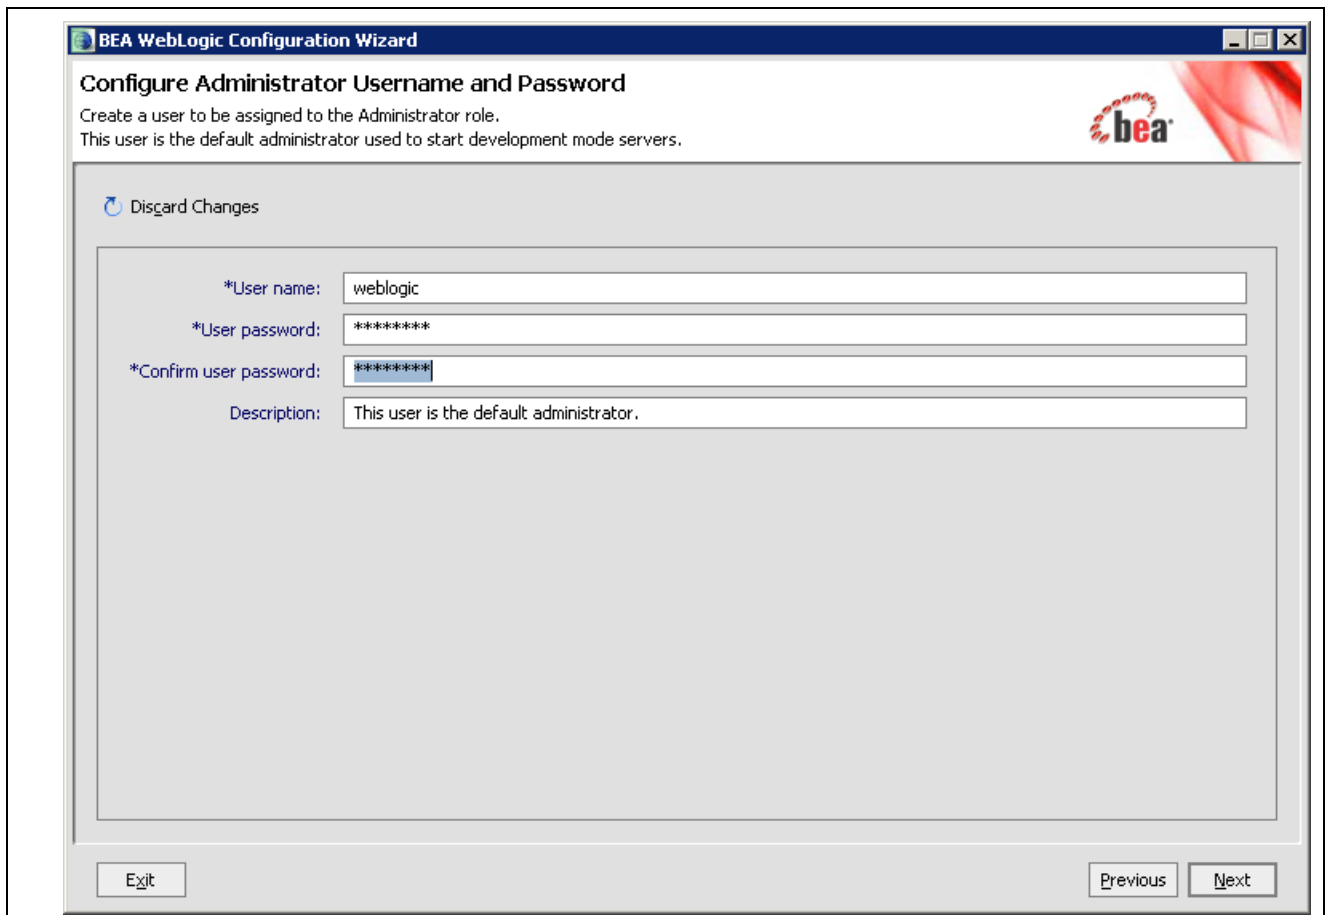 BEA WebLogic Configuration Wizard
Configure Administrator Username and Password
Create a user to be assigned to the Administrator role.
This user is the default administrator used to start development mode servers.
bea
Discard Changes
*User name: weblogic
*User password: ********
*Confirm user password: ********
Description: This user is the default administrator.
Exit Previous Next